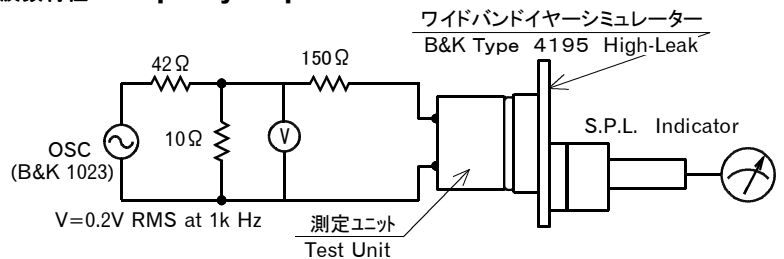 ワイドバンドイヤーシミュレーター
B&K Type 4195 High-Leak
42Ω
150Ω
10Ω
V
OSC
(B&K 1023)
S.P.L. Indicator
V=0.2V RMS at 1k Hz
測定ユニット
Test Unit